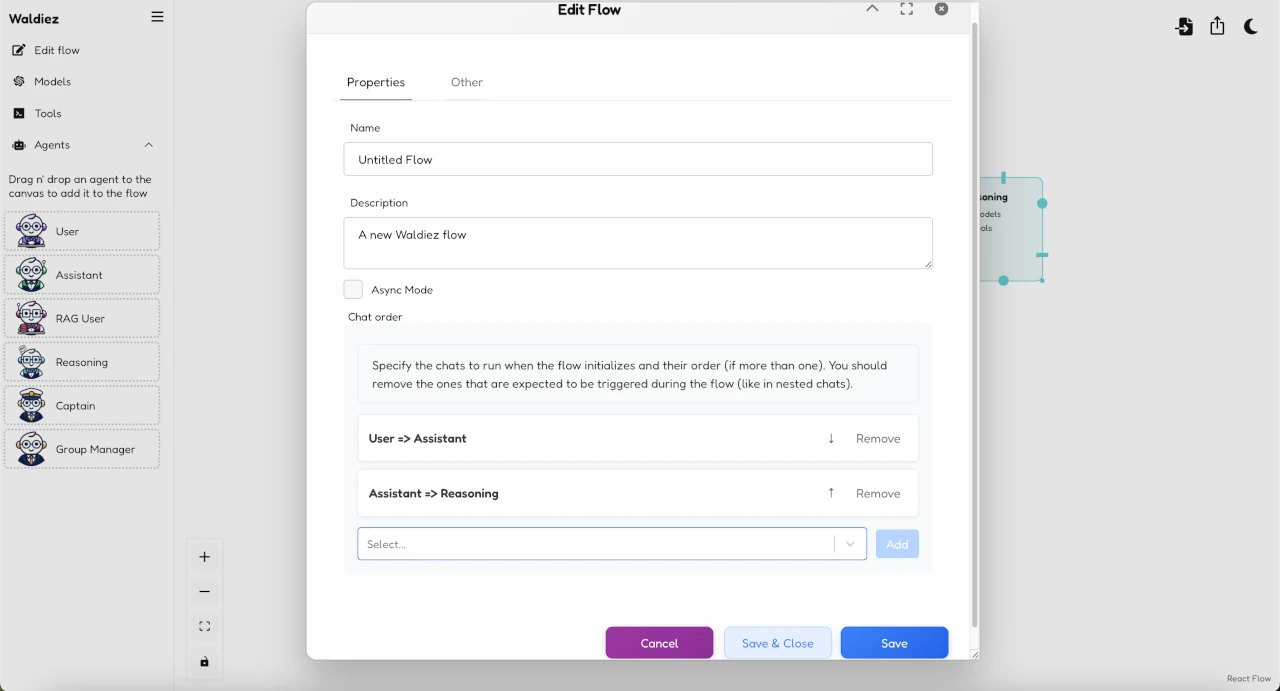 Waldiez
Edit flow
Models
Tools
Agents
Drag n' drop an agent to the
canvas to add it to the flow
User
Assistant
RAG User
Reasoning
Captain
Group Manager
Edit Flow
Properties
Other
Name
Untitled Flow
Description
A new Waldiez flow
Async Mode
Chat order
Specify the chats to run when the flow initializes and their order (if more than one). You should
remove the ones that are expected to be triggered during the flow (like in nested chats).
User => Assistant
↓ Remove
Assistant => Reasoning
↑ Remove
Select...
Add
Cancel
Save & Close
Save
soning
odels
ols
React Flow